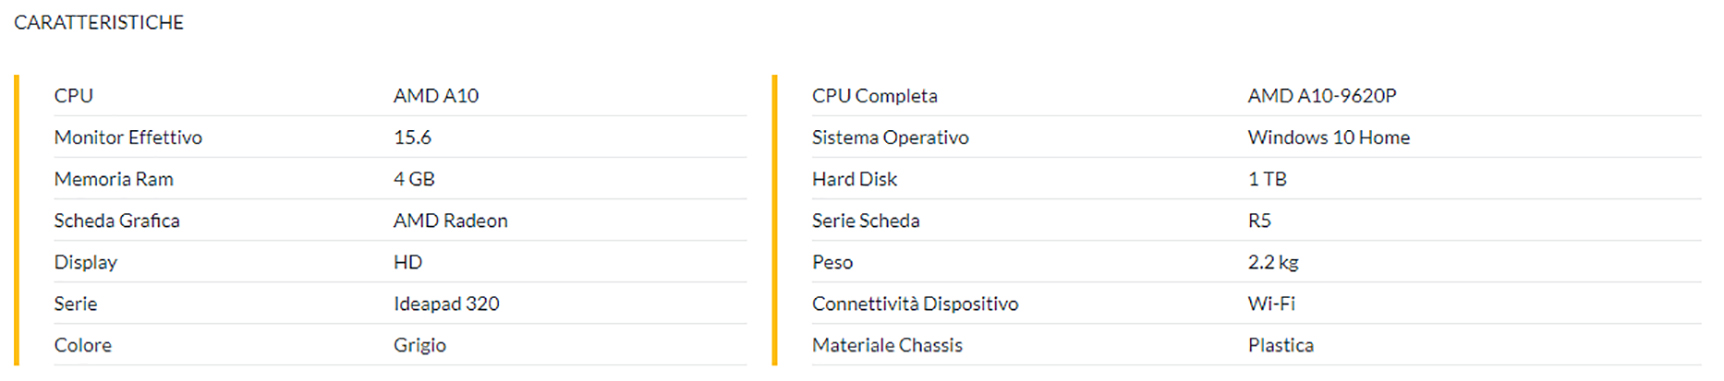 CARATTERISTICHE
CPU AMD A10
Monitor Effettivo 15.6
Memoria Ram 4 GB
Scheda Grafica AMD Radeon
Display HD
Serie Ideapad 320
Colore Grigio
CPU Completa AMD A10-9620P
Sistema Operativo Windows 10 Home
Hard Disk 1 TB
Serie Scheda R5
Peso 2.2 kg
Connettività Dispositivo Wi-Fi
Materiale Chassis Plastica